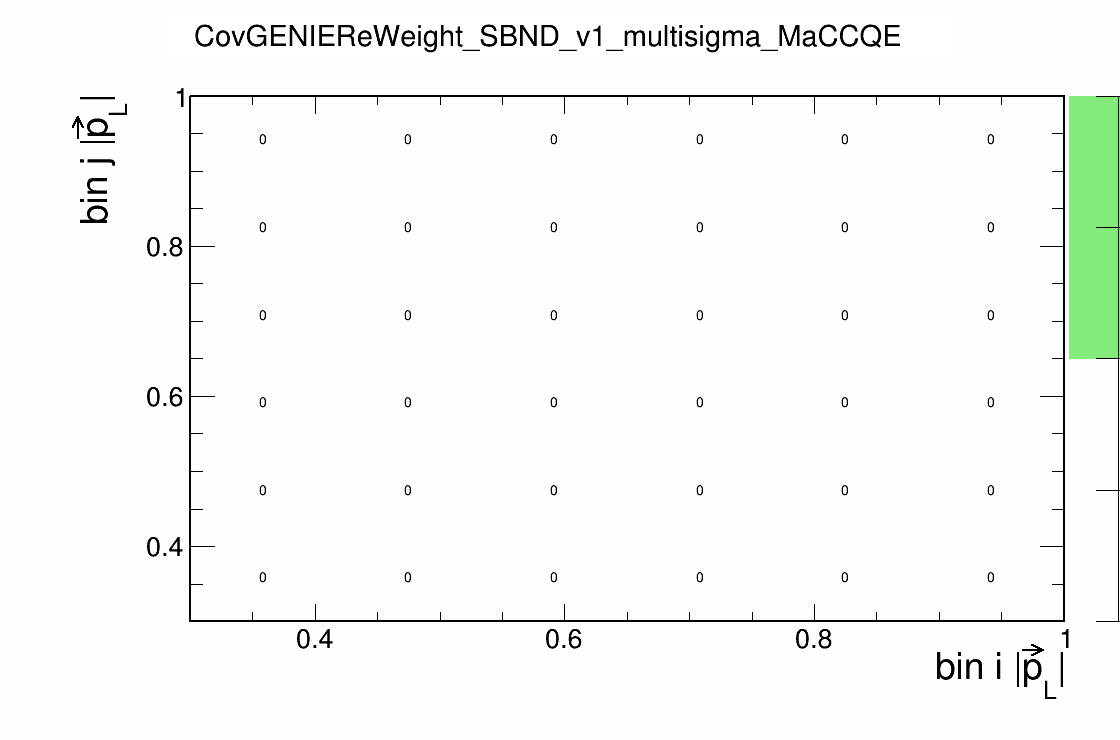 CovGENIEReWeight_SBND_v1_multisigma_MaCCQE
bin j |p⃗_L|
1
0 0 0 0 0 0
0 0 0 0 0 0
0.8
0 0 0 0 0 0
0.6
0 0 0 0 0 0
0 0 0 0 0 0
0.4
0 0 0 0 0 0
0.4 0.6 0.8 1
bin i |p⃗_L|